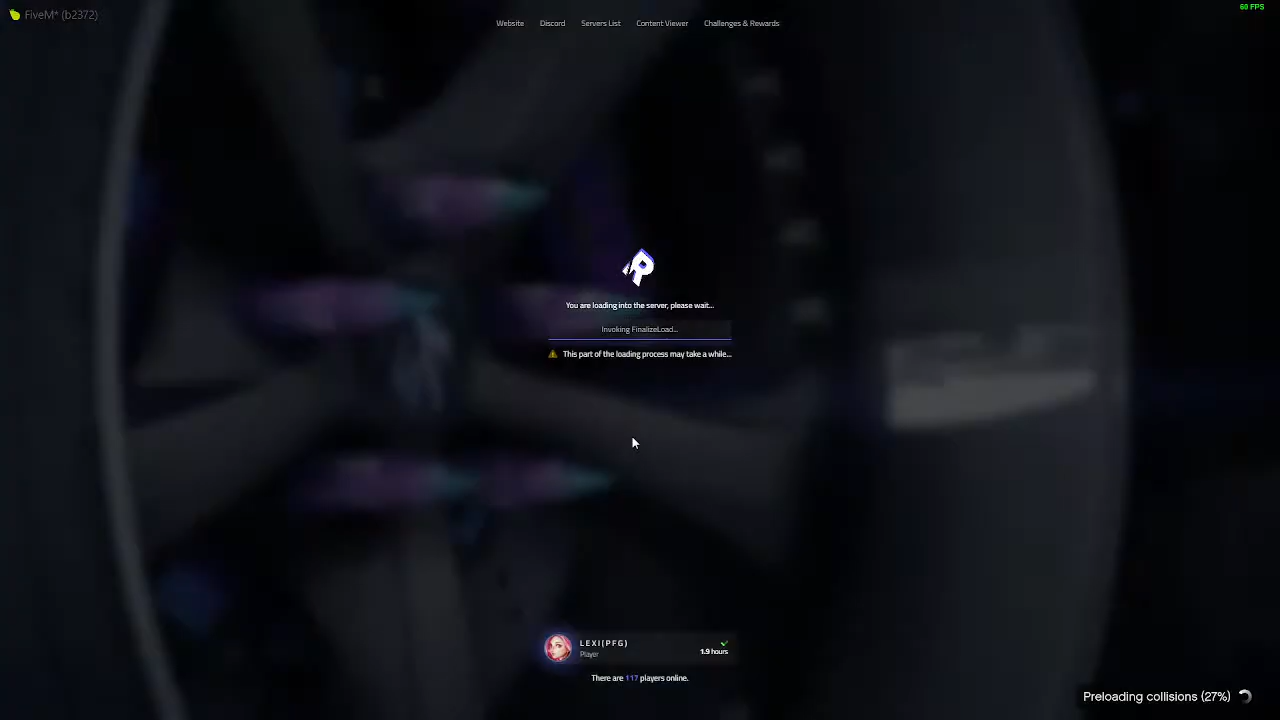 FiveM* (b2372)
60 FPS
Website Discord Servers List Content Viewer Challenges & Rewards
R
You are loading into the server, please wait...
Invoking FinalizeLoad...
This part of the loading process may take a while...
LEXI(PFG)
Player
1.9 hours
There are 117 players online.
Preloading collisions (27%)